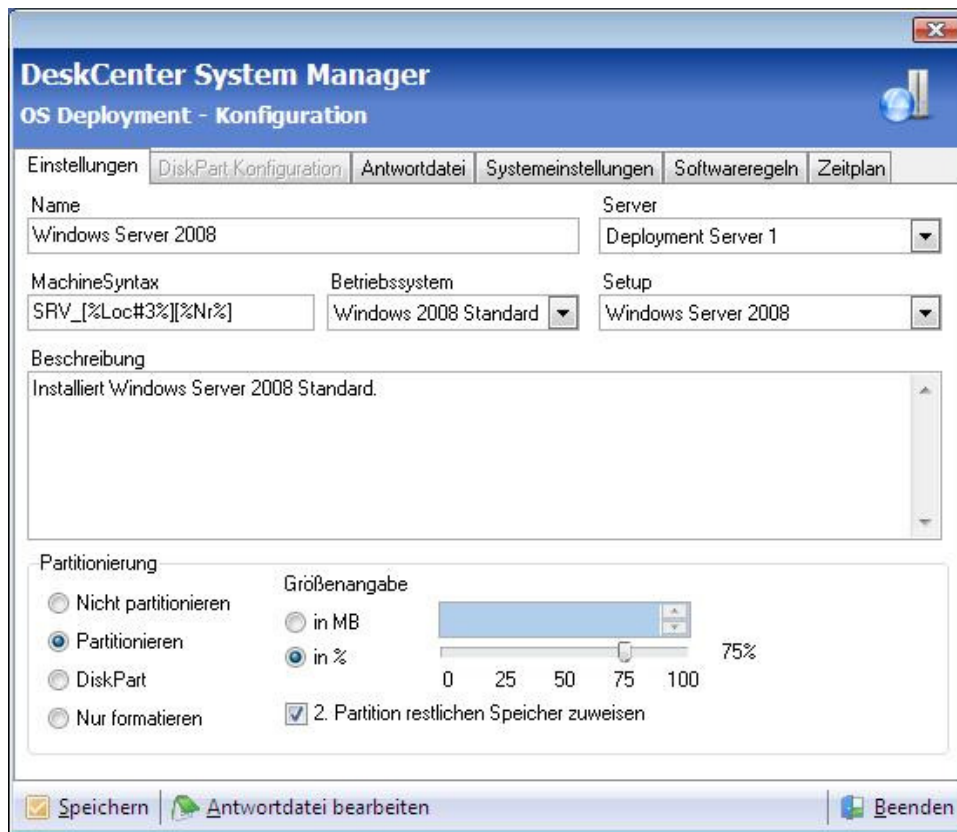 DeskCenter System Manager
OS Deployment - Konfiguration
Einstellungen DiskPart Konfiguration Antwortdatei Systemeinstellungen Softwareregeln Zeitplan
Name Server
Windows Server 2008 Deployment Server 1
MachineSyntax Betriebssystem Setup
SRV_[%Loc#3%][%Nr%] Windows 2008 Standard Windows Server 2008
Beschreibung
Installiert Windows Server 2008 Standard.
Partitionierung
Größenangabe
Nicht partitionieren
in MB
Partitionieren
in % 75%
DiskPart 0 25 50 75 100
Nur formatieren 2. Partition restlichen Speicher zuweisen
Speichern Antwortdatei bearbeiten Beenden